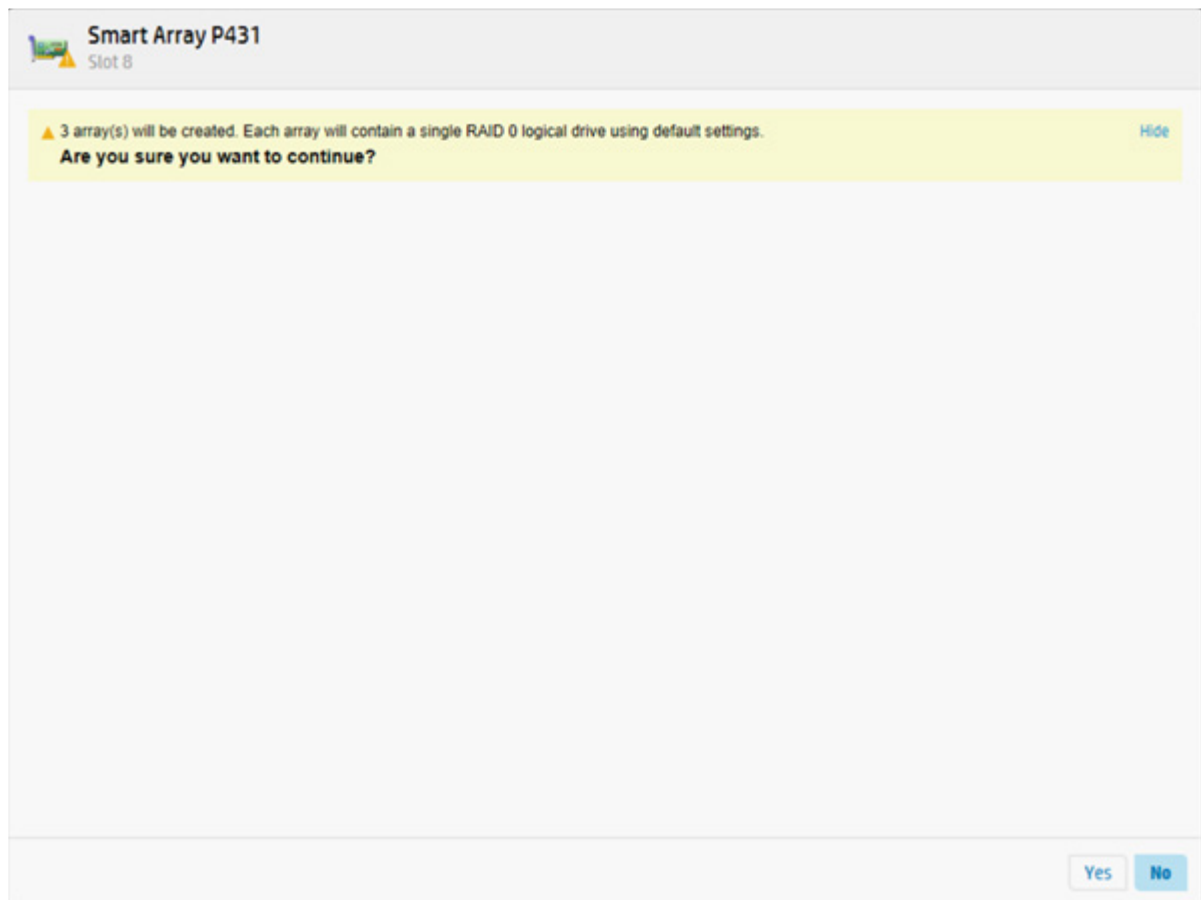 Smart Array P431
Slot 8
3 array(s) will be created. Each array will contain a single RAID 0 logical drive using default settings.
Hide
Are you sure you want to continue?
Yes
No